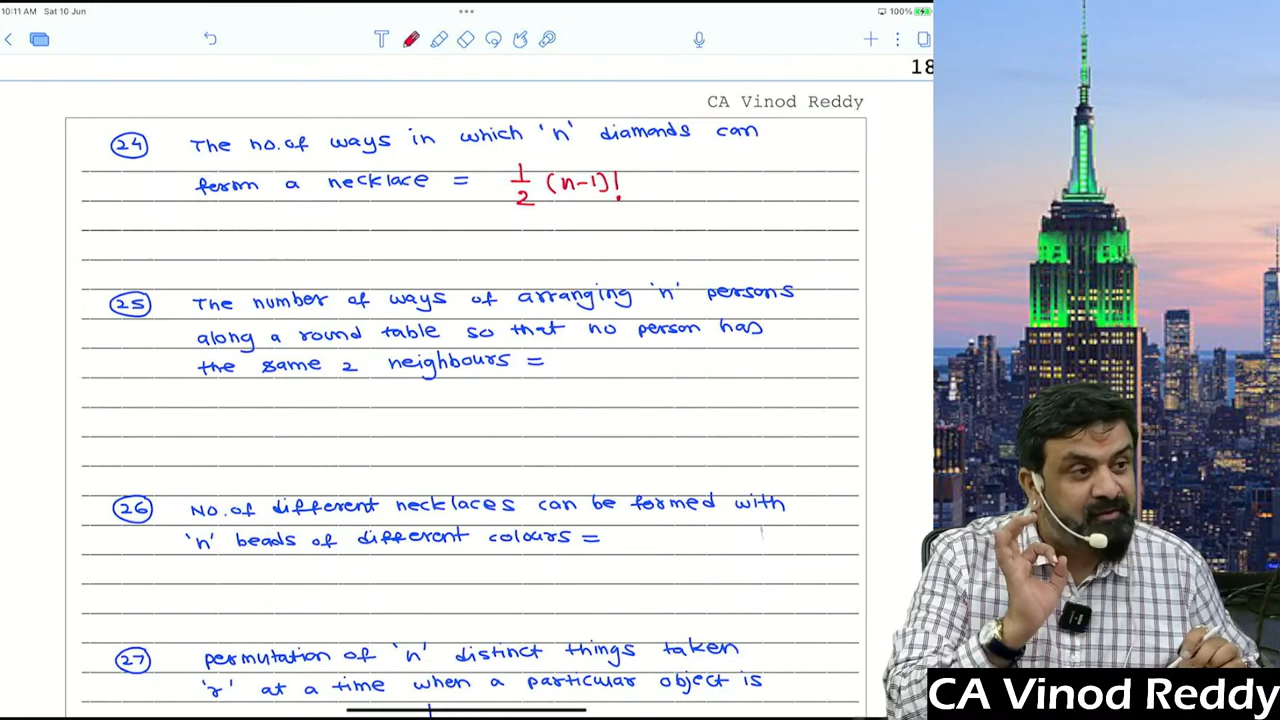 10:11 AM Sat 10 Jun
100%
18
CA Vinod Reddy
24 The no. of ways in which 'n' diamonds can
form a necklace = 1/2 (n-1)!
25 The number of ways of arranging 'n' persons
along a round table so that no person has
the same 2 neighbours =
26 No. of different necklaces can be formed with
'n' beads of different colours =
27 permutation of 'n' distinct things taken
'r' at a time when a particular object is
CA Vinod Reddy